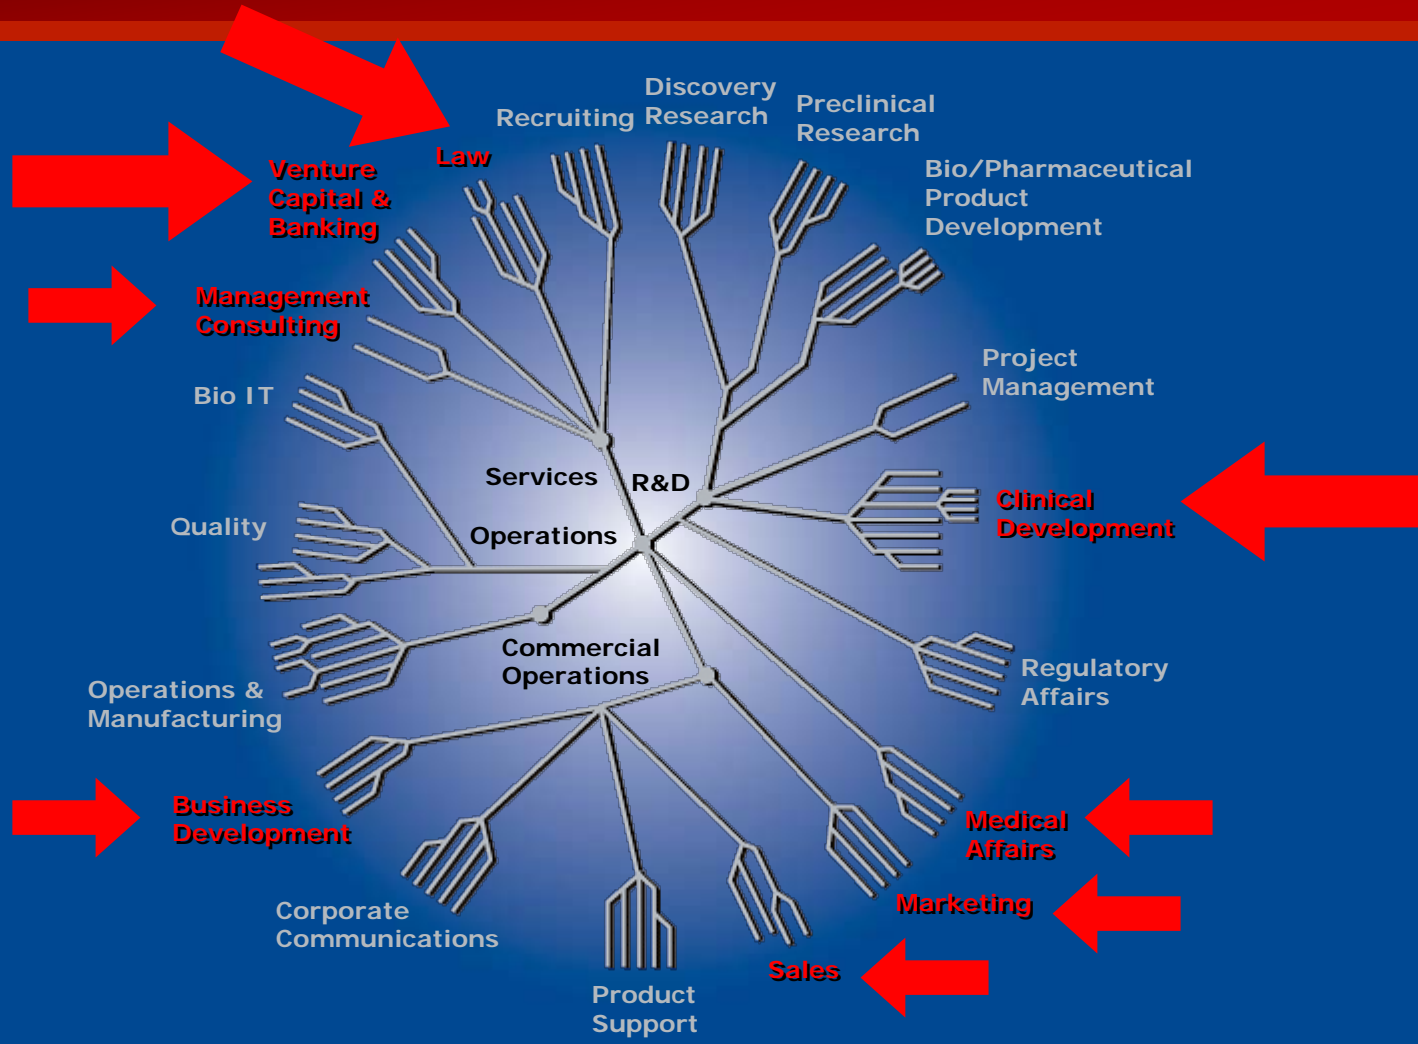 Discovery
Research
Preclinical
Research
Recruiting
Law
Venture
Capital &
Banking
Bio/Pharmaceutical
Product
Development
Management
Consulting
Bio IT
Project
Management
Services
R&D
Clinical
Development
Quality
Operations
Commercial
Operations
Regulatory
Affairs
Operations &
Manufacturing
Business
Development
Medical
Affairs
Marketing
Corporate
Communications
Sales
Product
Support